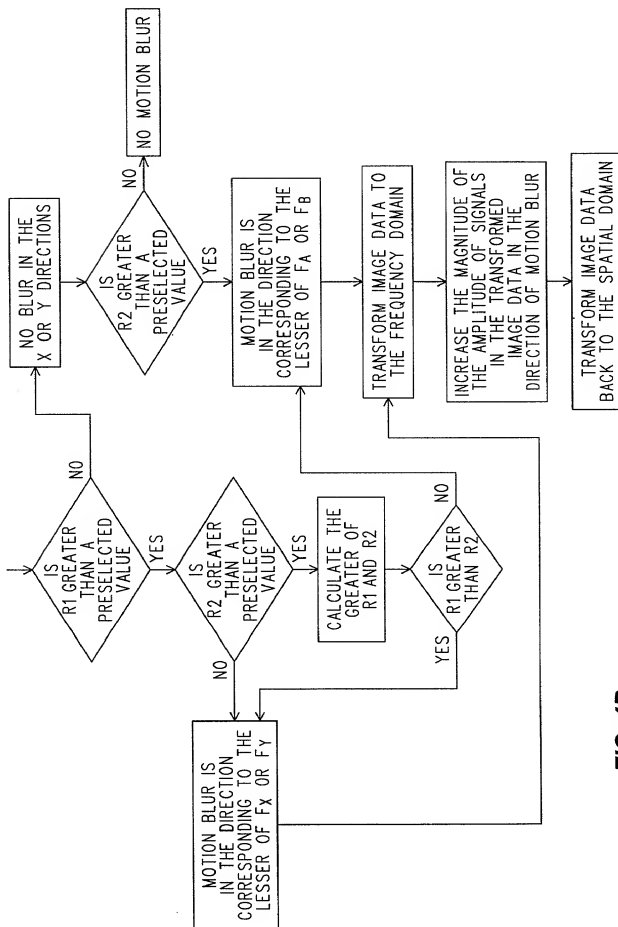 IS
R1 GREATER
THAN A
PRESELECTED
VALUE
NO
YES
NO BLUR IN THE
X OR Y DIRECTIONS
IS
R2 GREATER
THAN A
PRESELECTED
VALUE
NO
YES
NO MOTION BLUR
IS
R2 GREATER
THAN A
PRESELECTED
VALUE
NO
YES
MOTION BLUR IS
IN THE DIRECTION
CORRESPONDING TO THE
LESSER OF FX OR FY
CALCULATE THE
GREATER OF
R1 AND R2
IS
R1 GREATER
THAN R2
YES
NO
MOTION BLUR IS
IN THE DIRECTION
CORRESPONDING TO THE
LESSER OF FA OR FB
TRANSFORM IMAGE DATA TO
THE FREQUENCY DOMAIN
INCREASE THE MAGNITUDE OF
THE AMPLITUDE OF SIGNALS
IN THE TRANSFORMED
IMAGE DATA IN THE
DIRECTION OF MOTION BLUR
TRANSFORM IMAGE DATA
BACK TO THE SPATIAL DOMAIN
FIG.